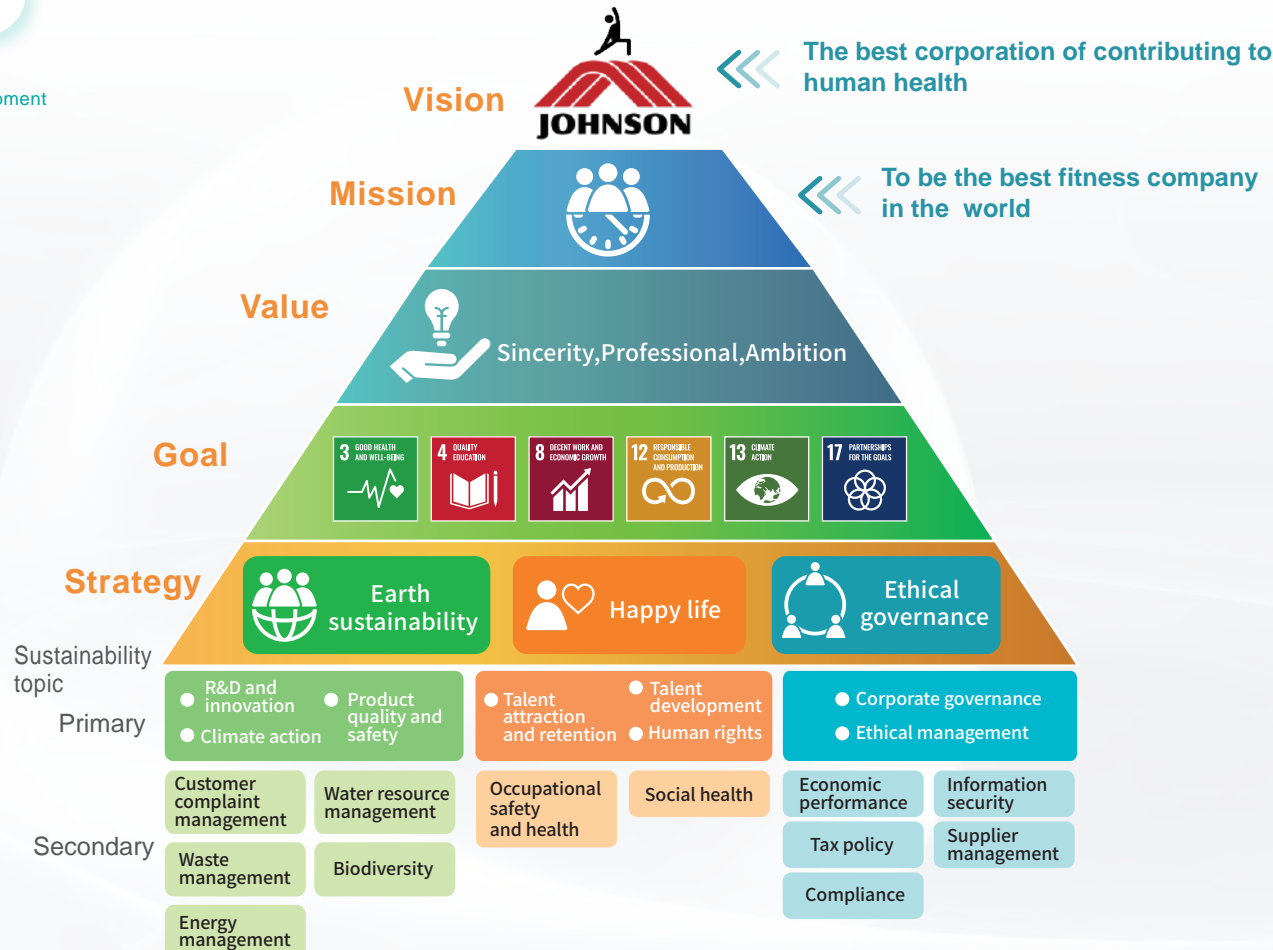 The best corporation of contributing to
human health
Vision
JOHNSON
Mission
To be the best fitness company
in the world
Value
Sincerity,Professional,Ambition
Goal
3 GOOD HEALTH
AND WELL-BEING
4 QUALITY
EDUCATION
8 DECENT WORK AND
ECONOMIC GROWTH
12 RESPONSIBLE
CONSUMPTION
AND PRODUCTION
13 CLIMATE
ACTION
17 PARTNERSHIPS
FOR THE GOALS
Strategy
Earth
sustainability
Happy life
Ethical
governance
Sustainability
topic
Primary
R&D and
innovation
Climate action
Product
quality and
safety
Talent
attraction
and retention
Talent
development
Human rights
Corporate governance
Ethical management
Secondary
Customer
complaint
management
Water resource
management
Waste
management
Biodiversity
Energy
management
Occupational
safety
and health
Social health
Economic
performance
Information
security
Tax policy
Supplier
management
Compliance